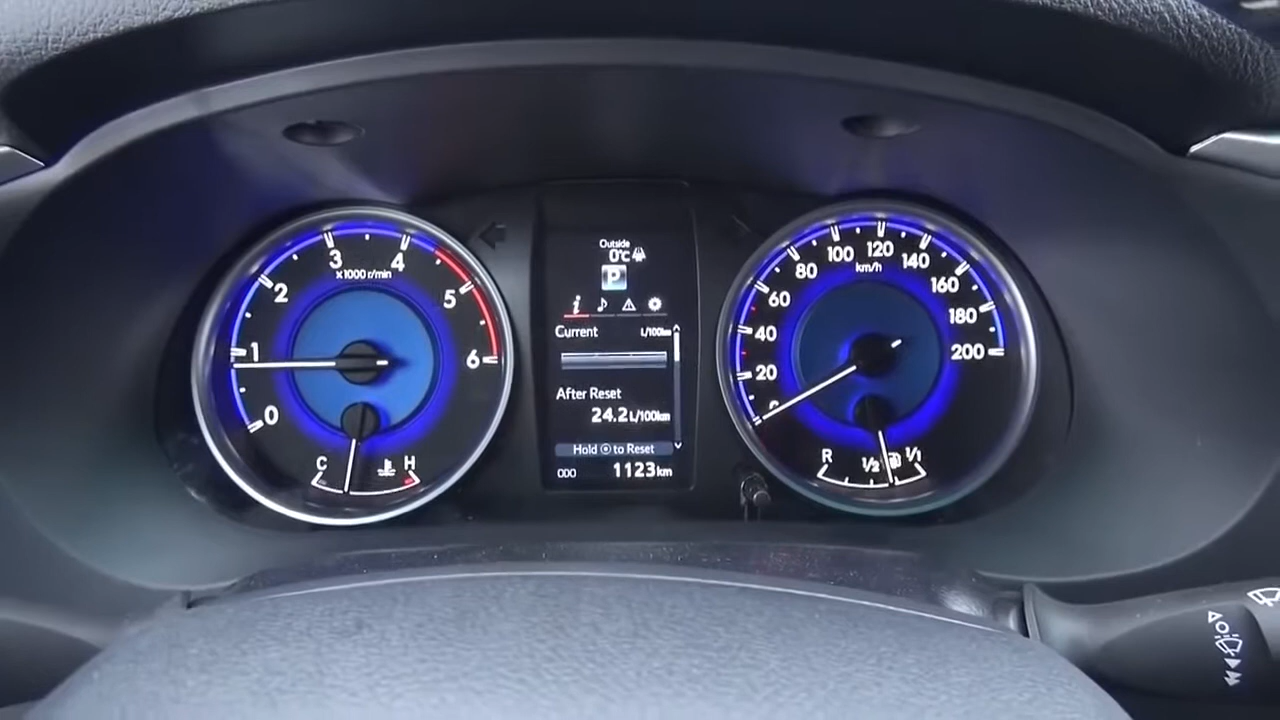 0
1
2
3
4
5
6
x1000 r/min
C H
Outside
0℃
P
i
Current L/100km
After Reset
24.2 L/100km
Hold to Reset
000 1123 km
0
20
40
60
80
100
120
140
160
180
200
km/h
R 1/2 1/1